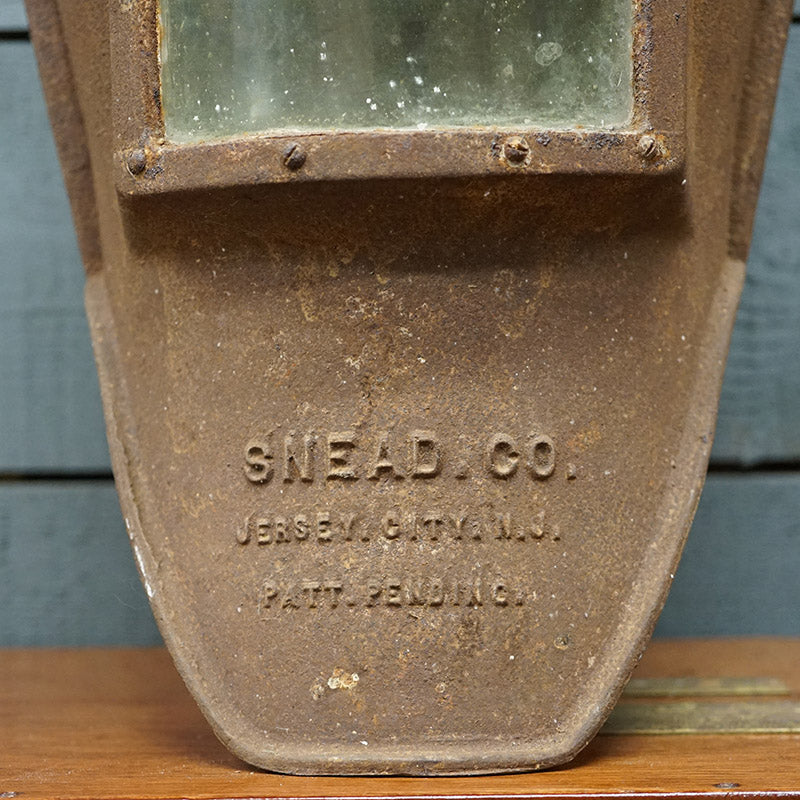 SNEAD. CO.
JERSEY. CITY. N.J.
PATT. PENDING.